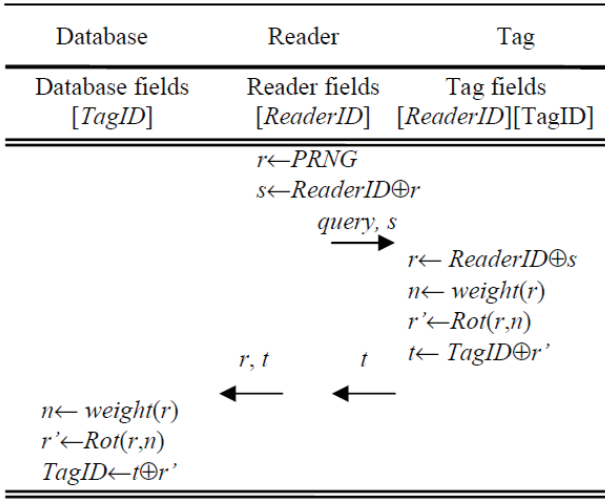 Database Reader Tag
Database fields Reader fields Tag fields
[TagID] [ReaderID] [ReaderID][TagID]
r←PRNG
s←ReaderID⊕r
query, s
r← ReaderID⊕s
n← weight(r)
r’←Rot(r,n)
t← TagID⊕r’
r, t t
n← weight(r)
r’←Rot(r,n)
TagID←t⊕r’